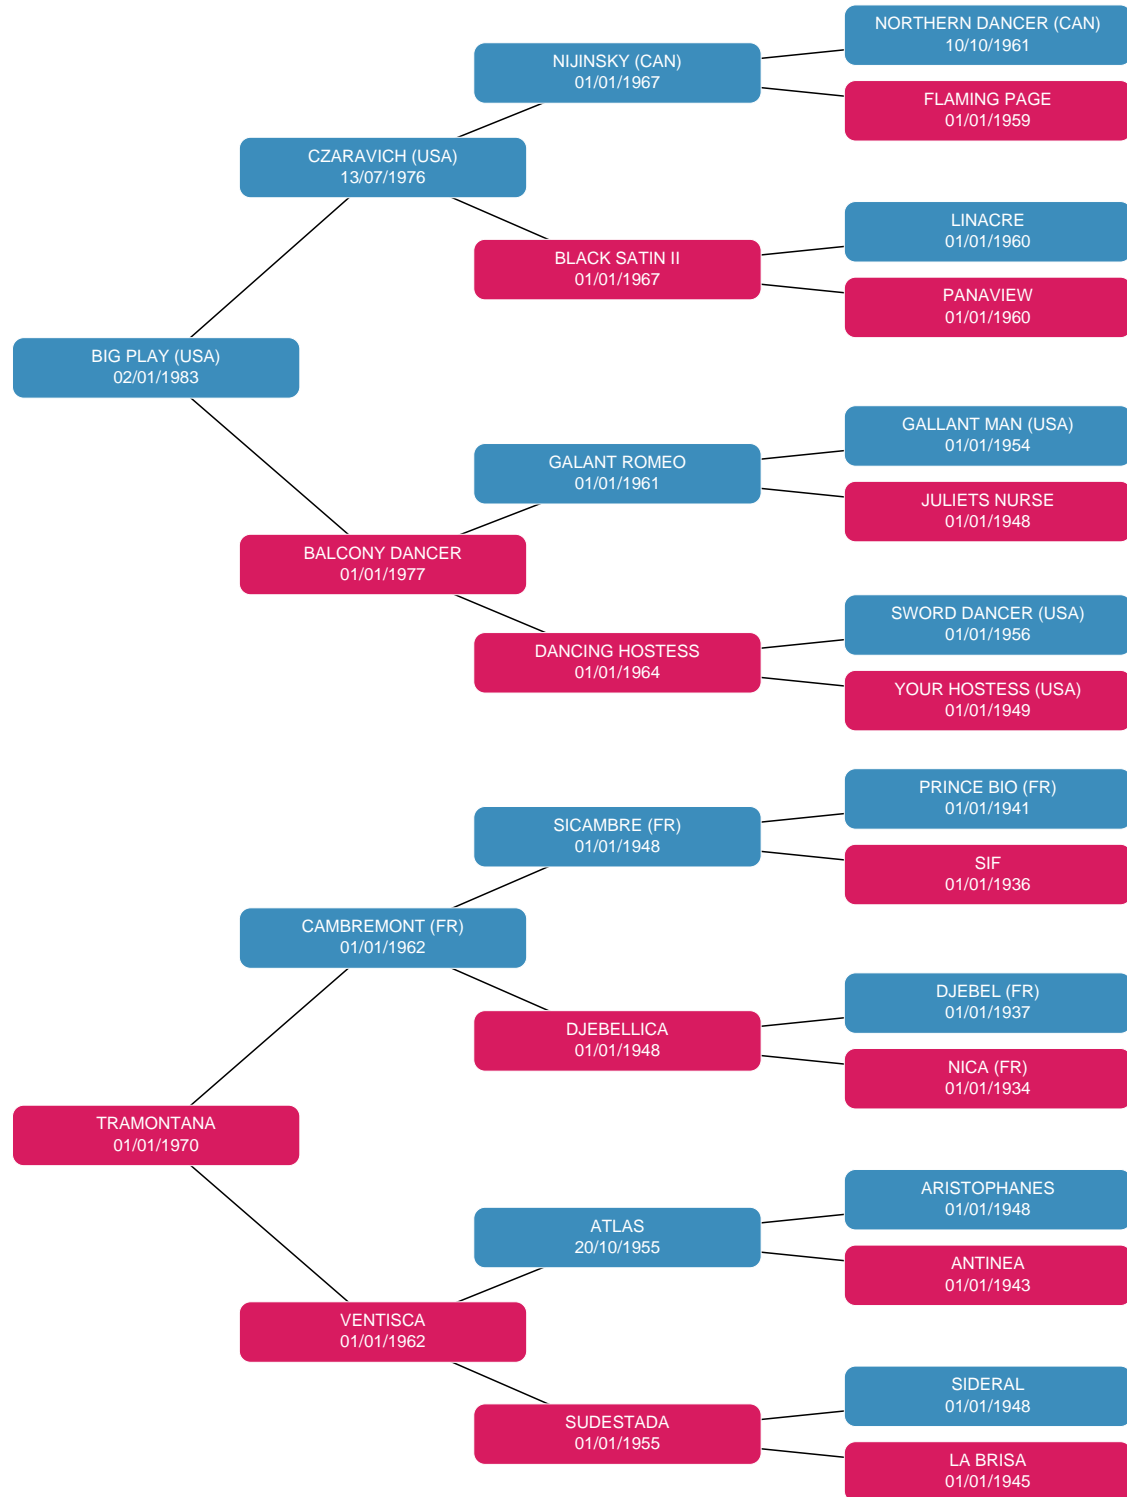 NORTHERN DANCER (CAN)
10/10/1961
NIJINSKY (CAN)
01/01/1967
FLAMING PAGE
01/01/1959
CZARAVICH (USA)
13/07/1976
LINACRE
01/01/1960
BLACK SATIN II
01/01/1967
PANAVIEW
01/01/1960
BIG PLAY (USA)
02/01/1983
GALLANT MAN (USA)
01/01/1954
GALANT ROMEO
01/01/1961
JULIETS NURSE
01/01/1948
BALCONY DANCER
01/01/1977
SWORD DANCER (USA)
01/01/1956
DANCING HOSTESS
01/01/1964
YOUR HOSTESS (USA)
01/01/1949
PRINCE BIO (FR)
01/01/1941
SICAMBRE (FR)
01/01/1948
SIF
01/01/1936
CAMBREMONT (FR)
01/01/1962
DJEBEL (FR)
01/01/1937
DJEBELLICA
01/01/1948
NICA (FR)
01/01/1934
TRAMONTANA
01/01/1970
ARISTOPHANES
01/01/1948
ATLAS
20/10/1955
ANTINEA
01/01/1943
VENTISCA
01/01/1962
SIDERAL
01/01/1948
SUDESTADA
01/01/1955
LA BRISA
01/01/1945